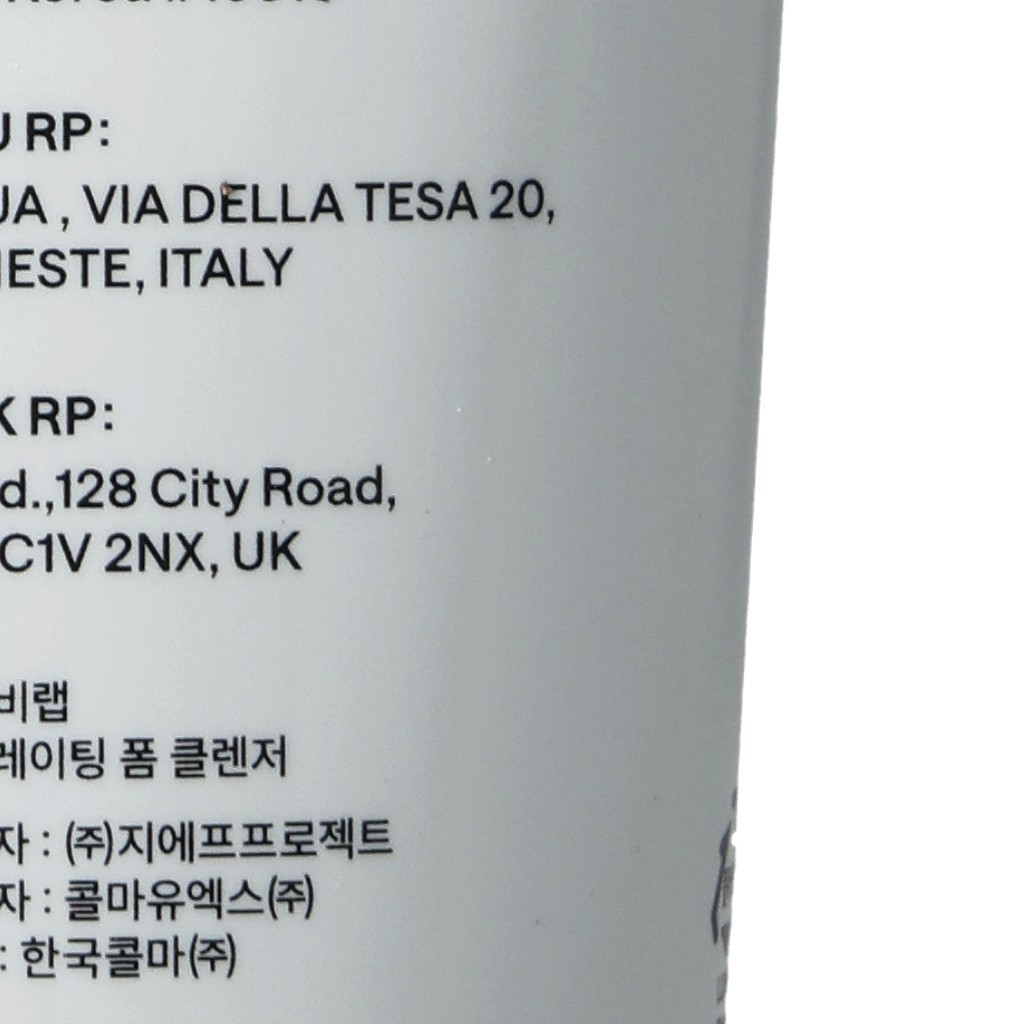 U RP:
UA , VIA DELLA TESA 20,
IESTE, ITALY
K RP:
d.,128 City Road,
C1V 2NX, UK
비랩
레이팅 폼 클렌저
자 : ㈜지에프프로젝트
자 : 콜마유엑스㈜
: 한국콜마㈜